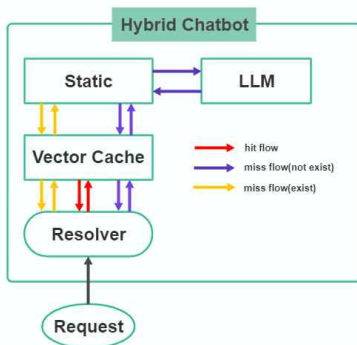 Hybrid Chatbot
Static
LLM
Vector Cache
hit flow
miss flow(not exist)
miss flow(exist)
Resolver
Request